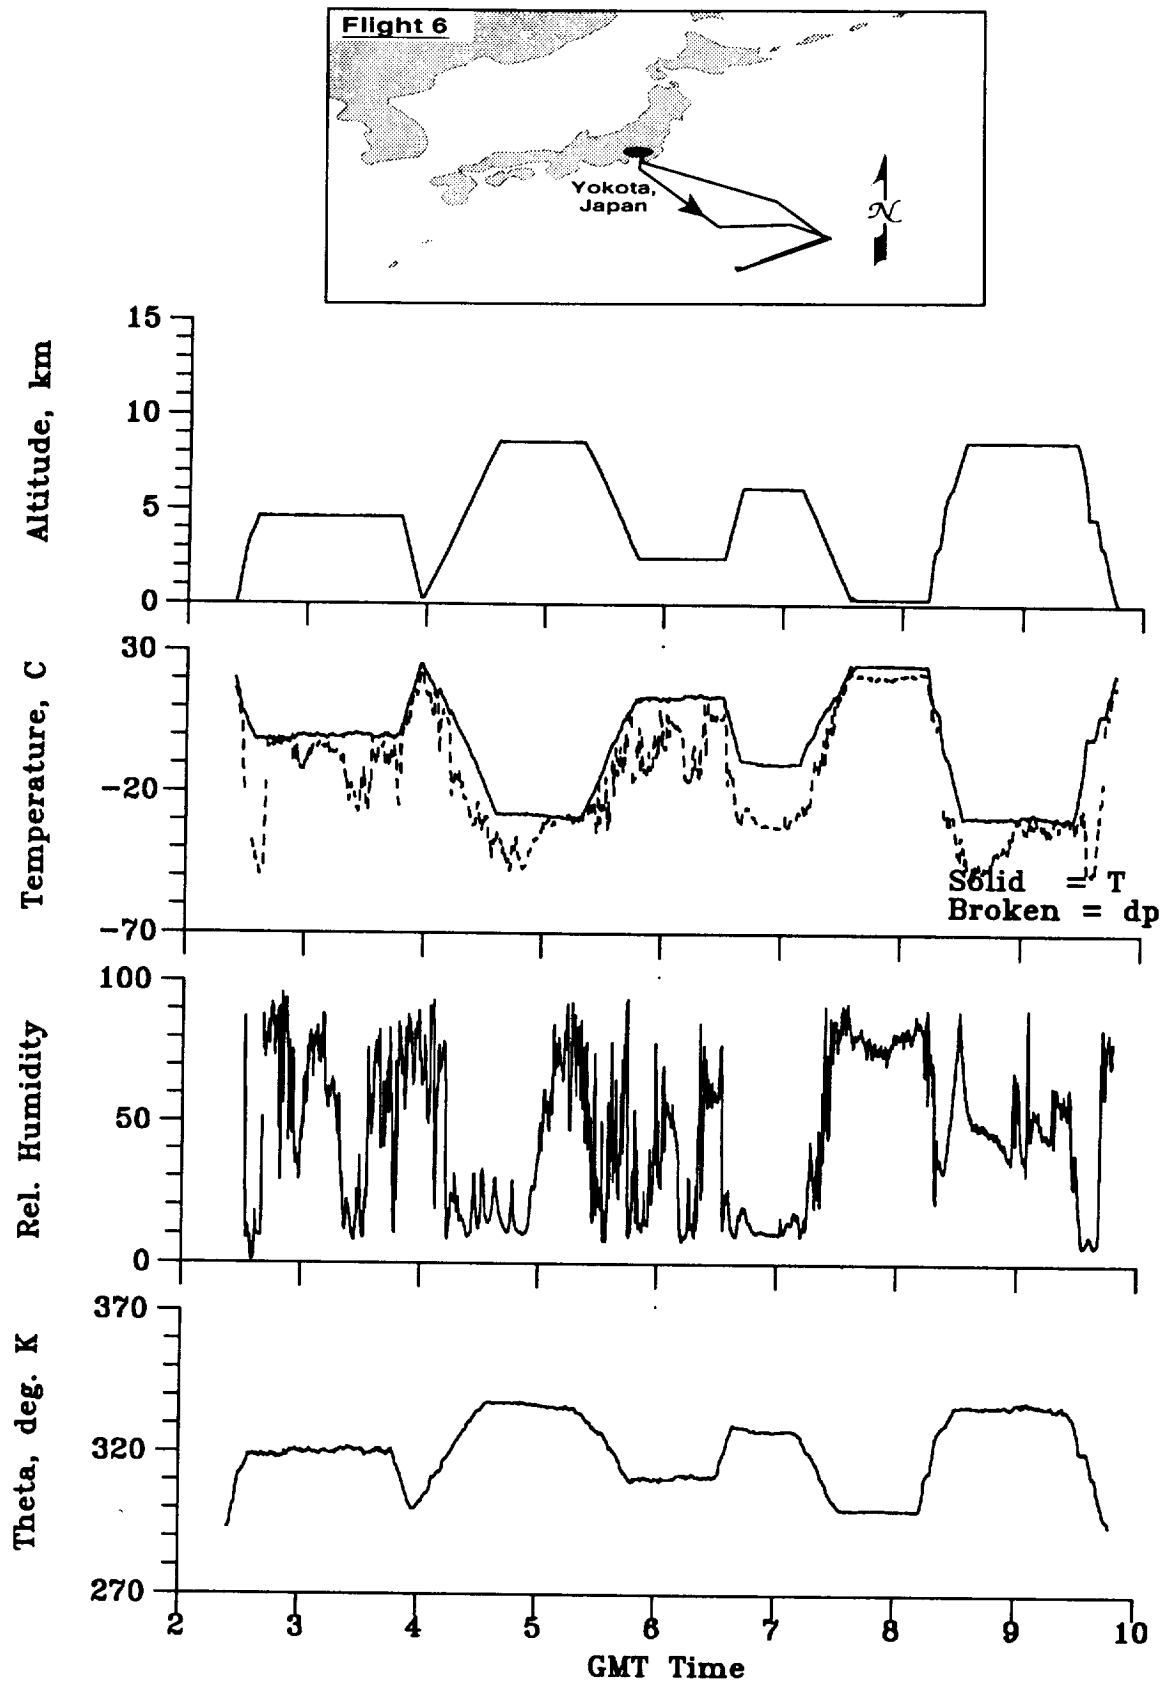 Flight 6
Yokota,
Japan
N
Altitude, km
15
10
5
0
Temperature, C
30
-20
-70
Solid = T
Broken = dp
Rel. Humidity
100
50
0
Theta, deg. K
370
320
270
2 3 4 5 6 7 8 9 10
GMT Time